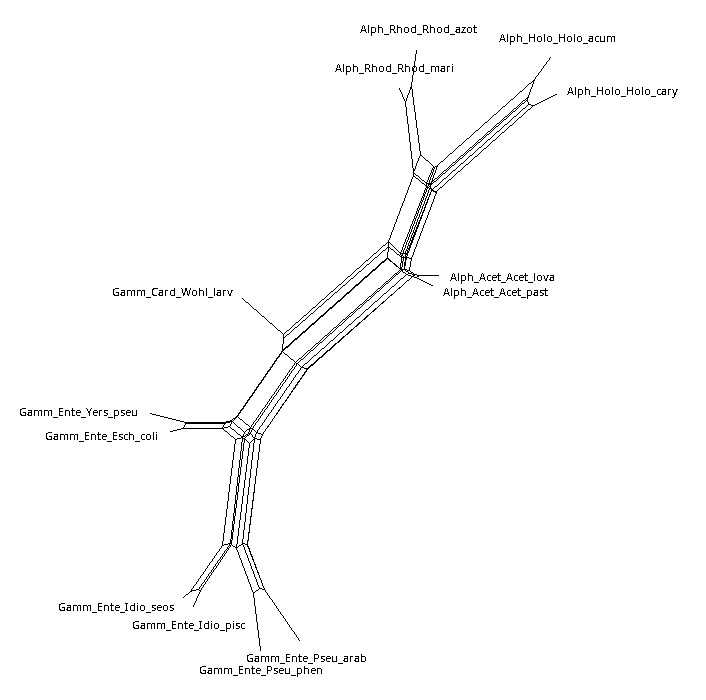 Alph_Rhod_Rhod_azot
Alph_Holo_Holo_acum
Alph_Rhod_Rhod_mari
Alph_Holo_Holo_cary
Alph_Acet_Acet_lova
Gamm_Card_Wohl_larv
Alph_Acet_Acet_past
Gamm_Ente_Yers_pseu
Gamm_Ente_Esch_coli
Gamm_Ente_Idio_seos
Gamm_Ente_Idio_pisc
Gamm_Ente_Pseu_arab
Gamm_Ente_Pseu_phen